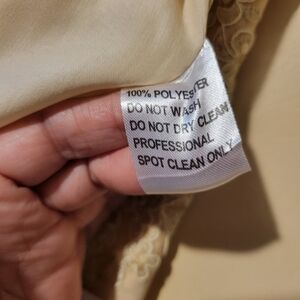 100% POLYESTER
DO NOT WASH
DO NOT DRY CLEAN
PROFESSIONAL
SPOT CLEAN ONLY